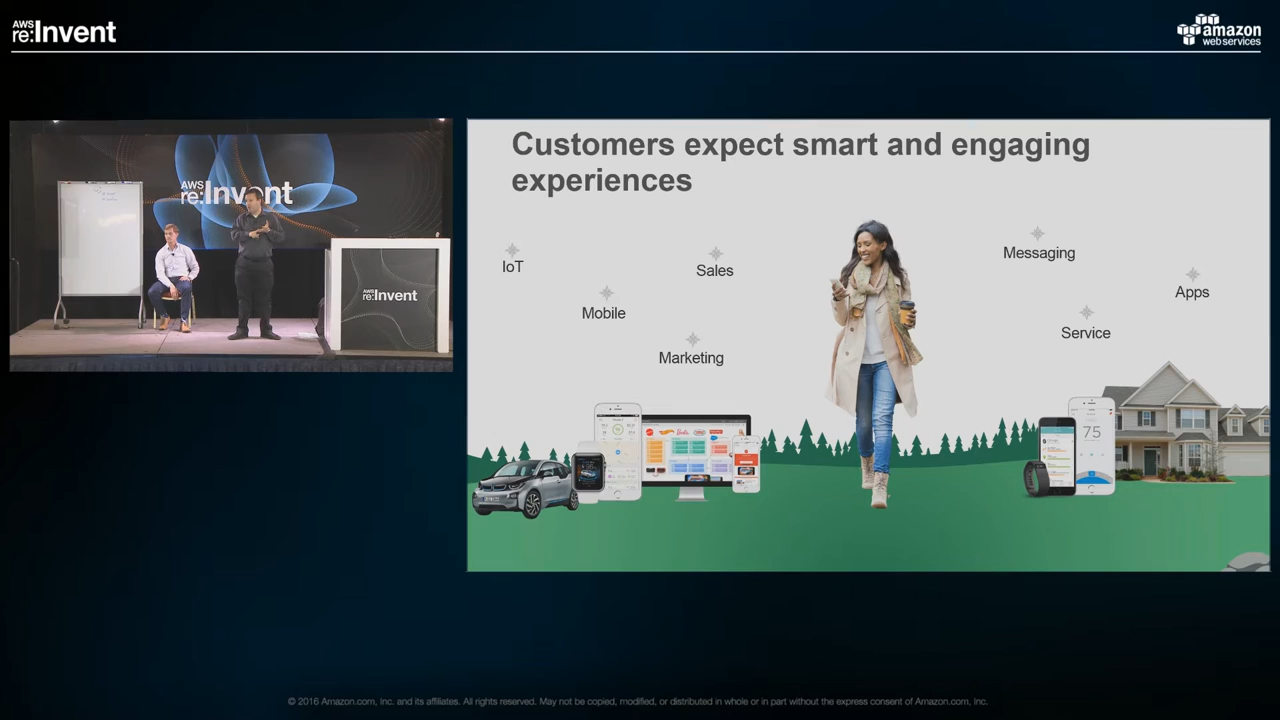 AWS
re:Invent
amazon
web services
AWS
re:Invent
AWS
re:Invent
Customers expect smart and engaging
experiences
IoT
Sales
Mobile
Marketing
Messaging
Apps
Service
75
© 2016 Amazon.com, Inc. and its affiliates. All rights reserved. May not be copied, modified, or distributed in whole or in part without the express consent of Amazon.com, Inc.